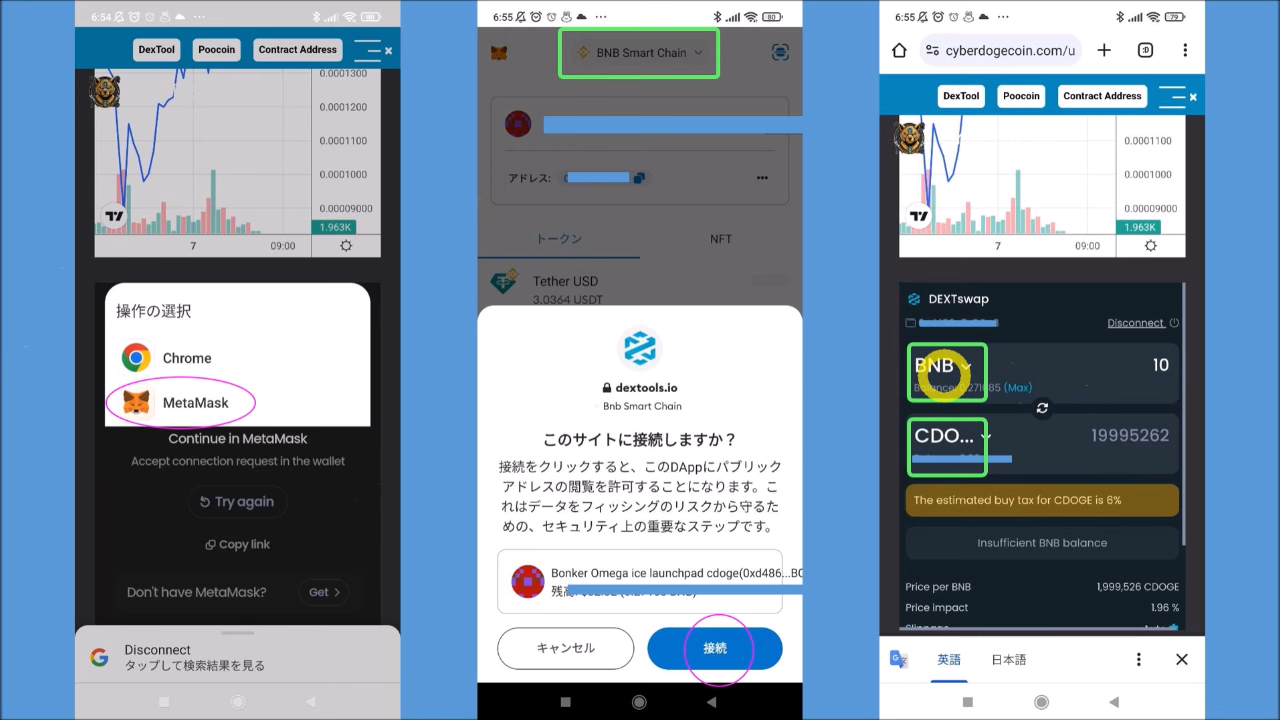 6:54
80
DexTool
Poocoin
Contract Address
×
0.0001300
0.0001200
0.0001100
0.0001000
0.00009000
1.963K
7
09:00
操作の選択
Chrome
MetaMask
Continue in MetaMask
Accept connection request in the wallet
Try again
Copy link
Don't have MetaMask?
Get >
Disconnect
タップして検索結果を見る
6:55
80
BNB Smart Chain
アドレス:
トークン
NFT
Tether USD
3.0364 USDT
dextools.io
Bnb Smart Chain
このサイトに接続しますか？
接続をクリックすると、このDAppにパブリック
アドレスの閲覧を許可することになります。こ
れはデータをフィッシングのリスクから守るた
めの、セキュリティ上の重要なステップです。
Bonker Omega ice launchpad cdoge(0xd486...BC
キャンセル
接続
6:55
79
cyberdogecoin.com/u
DexTool
Poocoin
Contract Address
×
0.0001100
0.0001000
0.00009000
1.963K
7
09:00
DEXTswap
Disconnect
BNB
10
(Max)
CDO...
19995262
The estimated buy tax for CDOGE is 6%
Insufficient BNB balance
Price per BNB
1,999,526 CDOGE
Price impact
1.96 %
英語
日本語